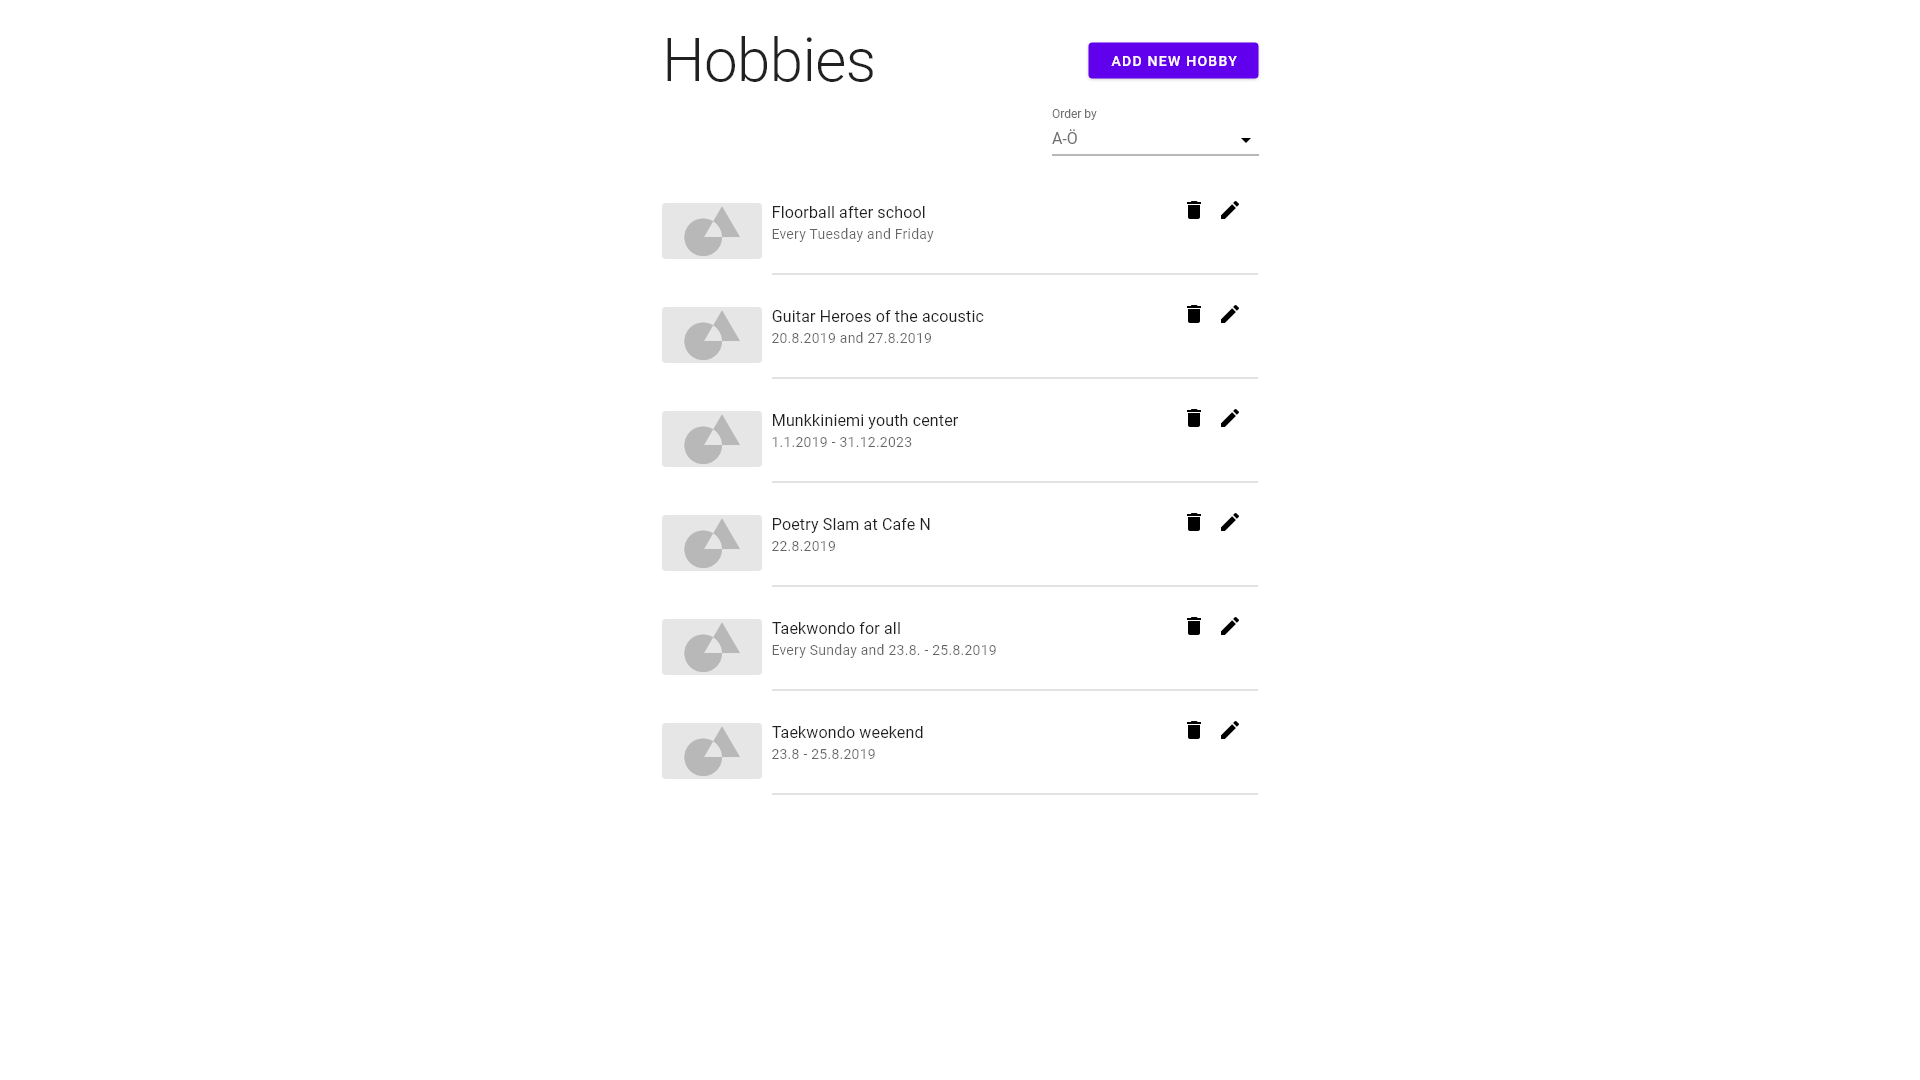 Hobbies
ADD NEW HOBBY
Order by
A-Ö
Floorball after school
Every Tuesday and Friday
Guitar Heroes of the acoustic
20.8.2019 and 27.8.2019
Munkkiniemi youth center
1.1.2019 - 31.12.2023
Poetry Slam at Cafe N
22.8.2019
Taekwondo for all
Every Sunday and 23.8. - 25.8.2019
Taekwondo weekend
23.8 - 25.8.2019